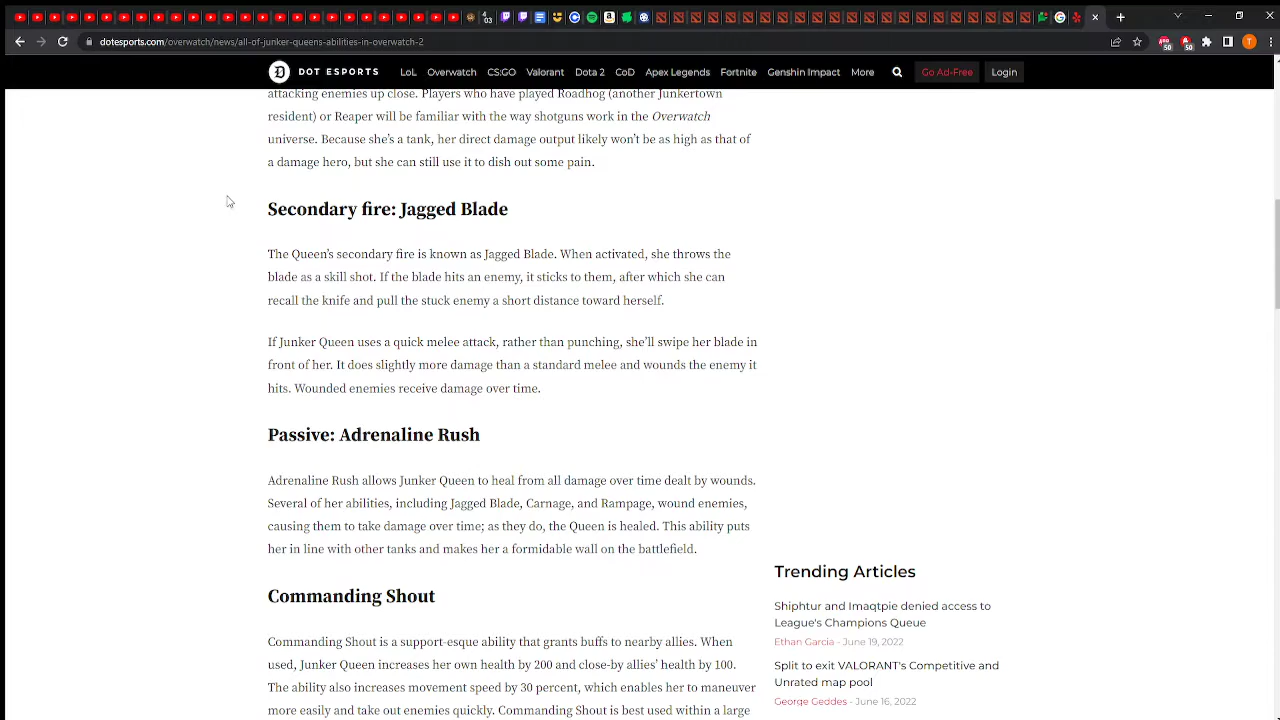 03
dotesports.com/overwatch/news/all-of-junker-queens-abilities-in-overwatch-2
50
50
T
DOT ESPORTS
LoL Overwatch CS:GO Valorant Dota 2 CoD Apex Legends Fortnite Genshin Impact More Go Ad-Free Login
attacking enemies up close. Players who have played Roadhog (another Junkertown
resident) or Reaper will be familiar with the way shotguns work in the Overwatch
universe. Because she's a tank, her direct damage output likely won't be as high as that of
a damage hero, but she can still use it to dish out some pain.
Secondary fire: Jagged Blade
The Queen's secondary fire is known as Jagged Blade. When activated, she throws the
blade as a skill shot. If the blade hits an enemy, it sticks to them, after which she can
recall the knife and pull the stuck enemy a short distance toward herself.
If Junker Queen uses a quick melee attack, rather than punching, she'll swipe her blade in
front of her. It does slightly more damage than a standard melee and wounds the enemy it
hits. Wounded enemies receive damage over time.
Passive: Adrenaline Rush
Adrenaline Rush allows Junker Queen to heal from all damage over time dealt by wounds.
Several of her abilities, including Jagged Blade, Carnage, and Rampage, wound enemies,
causing them to take damage over time; as they do, the Queen is healed. This ability puts
her in line with other tanks and makes her a formidable wall on the battlefield.
Commanding Shout
Commanding Shout is a support-esque ability that grants buffs to nearby allies. When
used, Junker Queen increases her own health by 200 and close-by allies' health by 100.
The ability also increases movement speed by 30 percent, which enables her to maneuver
more easily and take out enemies quickly. Commanding Shout is best used within a large
Trending Articles
Shiphtur and Imaqtpie denied access to
League's Champions Queue
Ethan Garcia - June 19, 2022
Split to exit VALORANT's Competitive and
Unrated map pool
George Geddes - June 16, 2022